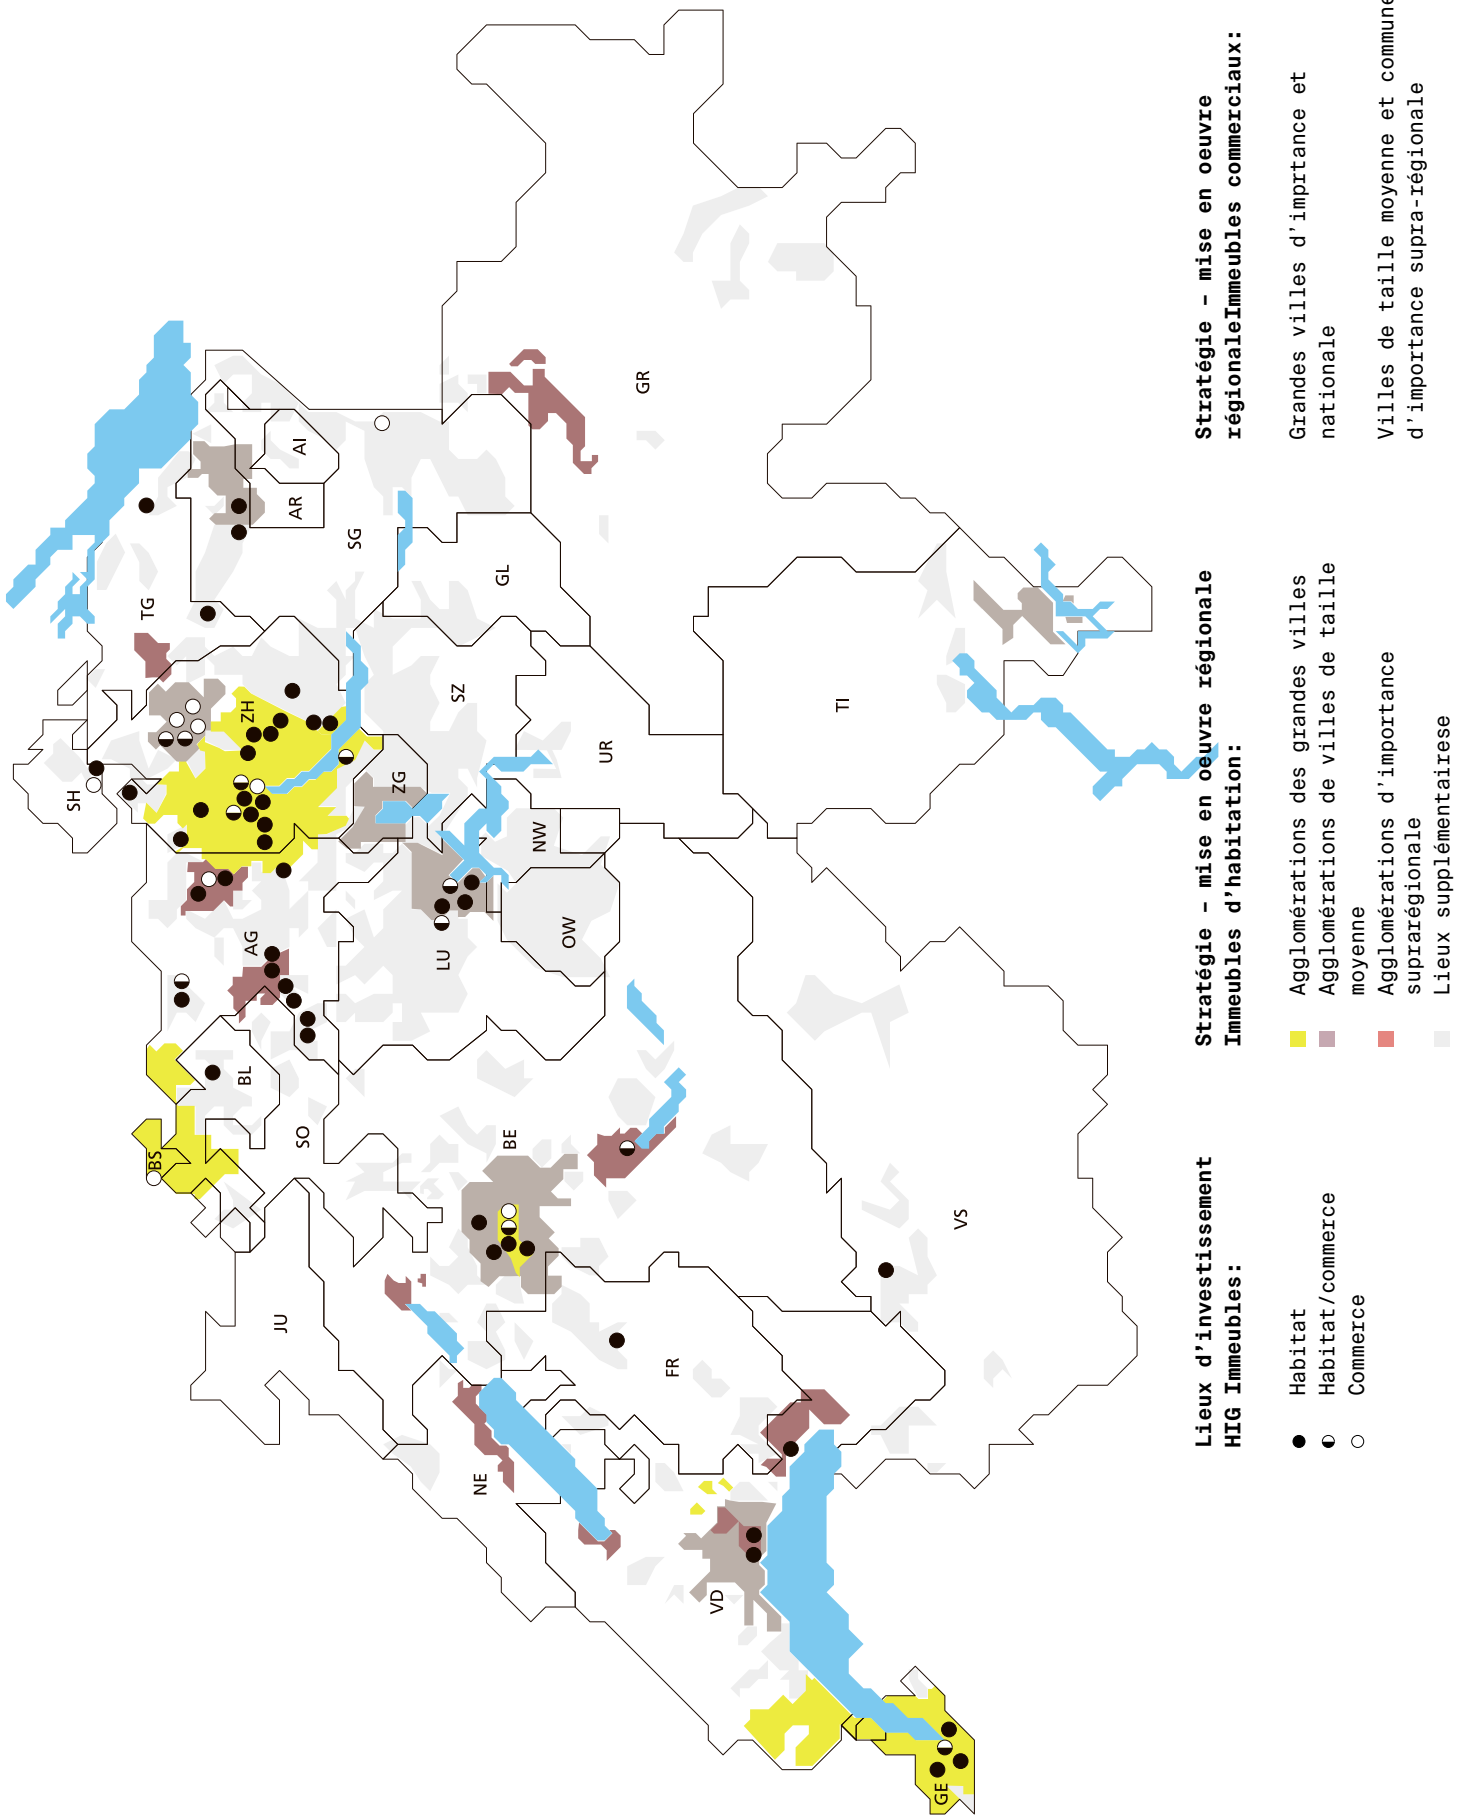 SH
TG
BS
BL
AG
ZH
AR
AI
SG
JU
SO
LU
ZG
SZ
GL
NE
BE
OW
NW
UR
GR
VD
FR
TI
VS
GE
Lieux d’investissement
HIG Immeubles:
Habitat
Habitat/commerce
Commerce
Stratégie – mise en oeuvre régionale
Immeubles d’habitation:
Agglomérations des grandes villes
Agglomérations de villes de taille
moyenne
Agglomérations d’importance
suprarégionale
Lieux supplémentairese
Stratégie – mise en oeuvre
régionaleImmeubles commerciaux:
Grandes villes d’imprtance et
nationale
Villes de taille moyenne et commune
d’importance supra-régionale